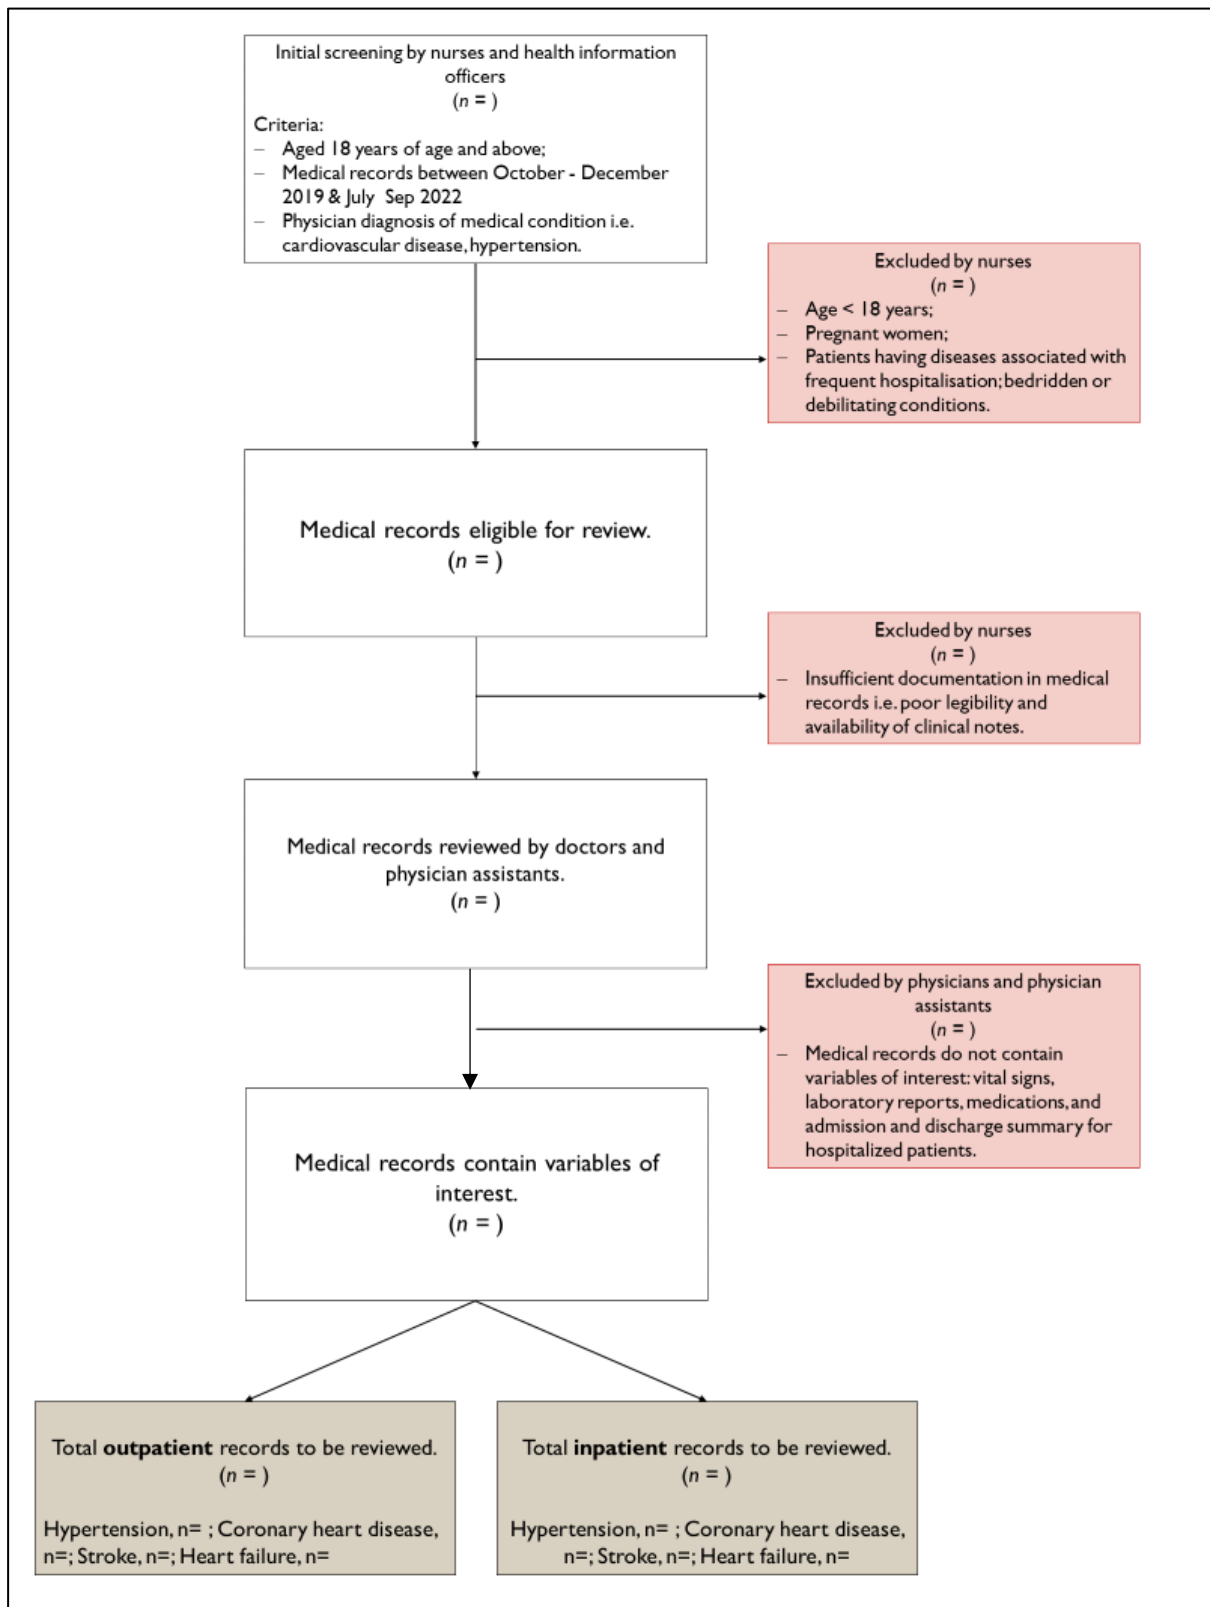 Initial screening by nurses and health information
officers
(n = )
Criteria:
– Aged 18 years of age and above;
– Medical records between October - December
2019 & July Sep 2022
– Physician diagnosis of medical condition i.e.
cardiovascular disease, hypertension.
Excluded by nurses
(n = )
– Age < 18 years;
– Pregnant women;
– Patients having diseases associated with
frequent hospitalisation; bedridden or
debilitating conditions.
Medical records eligible for review.
(n = )
Excluded by nurses
(n = )
– Insufficient documentation in medical
records i.e. poor legibility and
availability of clinical notes.
Medical records reviewed by doctors and
physician assistants.
(n = )
Excluded by physicians and physician
assistants
(n = )
– Medical records do not contain
variables of interest: vital signs,
laboratory reports, medications, and
admission and discharge summary for
hospitalized patients.
Medical records contain variables of
interest.
(n = )
Total outpatient records to be reviewed.
(n = )
Hypertension, n= ; Coronary heart disease,
n=; Stroke, n=; Heart failure, n=
Total inpatient records to be reviewed.
(n = )
Hypertension, n= ; Coronary heart disease,
n=; Stroke, n=; Heart failure, n=